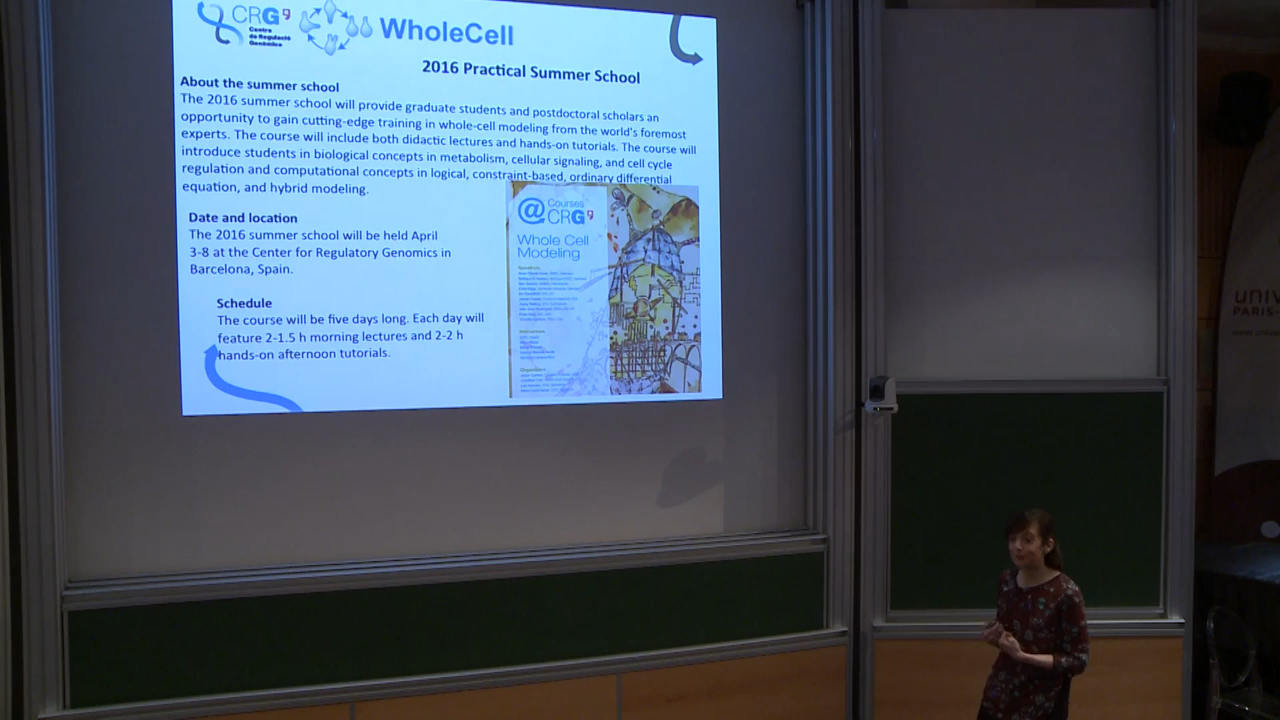 CRG
Centre
de Regulació
Genòmica
WholeCell
2016 Practical Summer School
About the summer school
The 2016 summer school will provide graduate students and postdoctoral scholars an
opportunity to gain cutting-edge training in whole-cell modeling from the world's foremost
experts. The course will include both didactic lectures and hands-on tutorials. The course will
introduce students in biological concepts in metabolism, cellular signaling, and cell cycle
regulation and computational concepts in logical, constraint-based, ordinary differential
equation, and hybrid modeling.
Date and location
The 2016 summer school will be held April
3-8 at the Center for Regulatory Genomics in
Barcelona, Spain.
Schedule
The course will be five days long. Each day will
feature 2-1.5 h morning lectures and 2-2 h
hands-on afternoon tutorials.
@ Courses
CRG
Whole Cell
Modeling
UNIV
PARIS